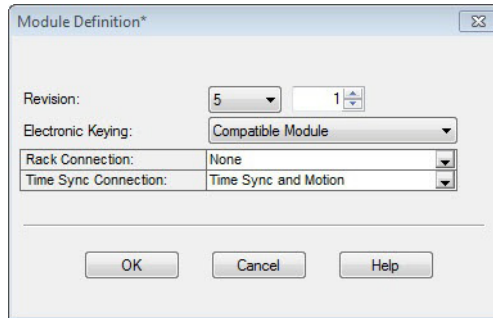 Module Definition*
Revision: 5 1
Electronic Keying: Compatible Module
Rack Connection: None
Time Sync Connection: Time Sync and Motion
OK Cancel Help